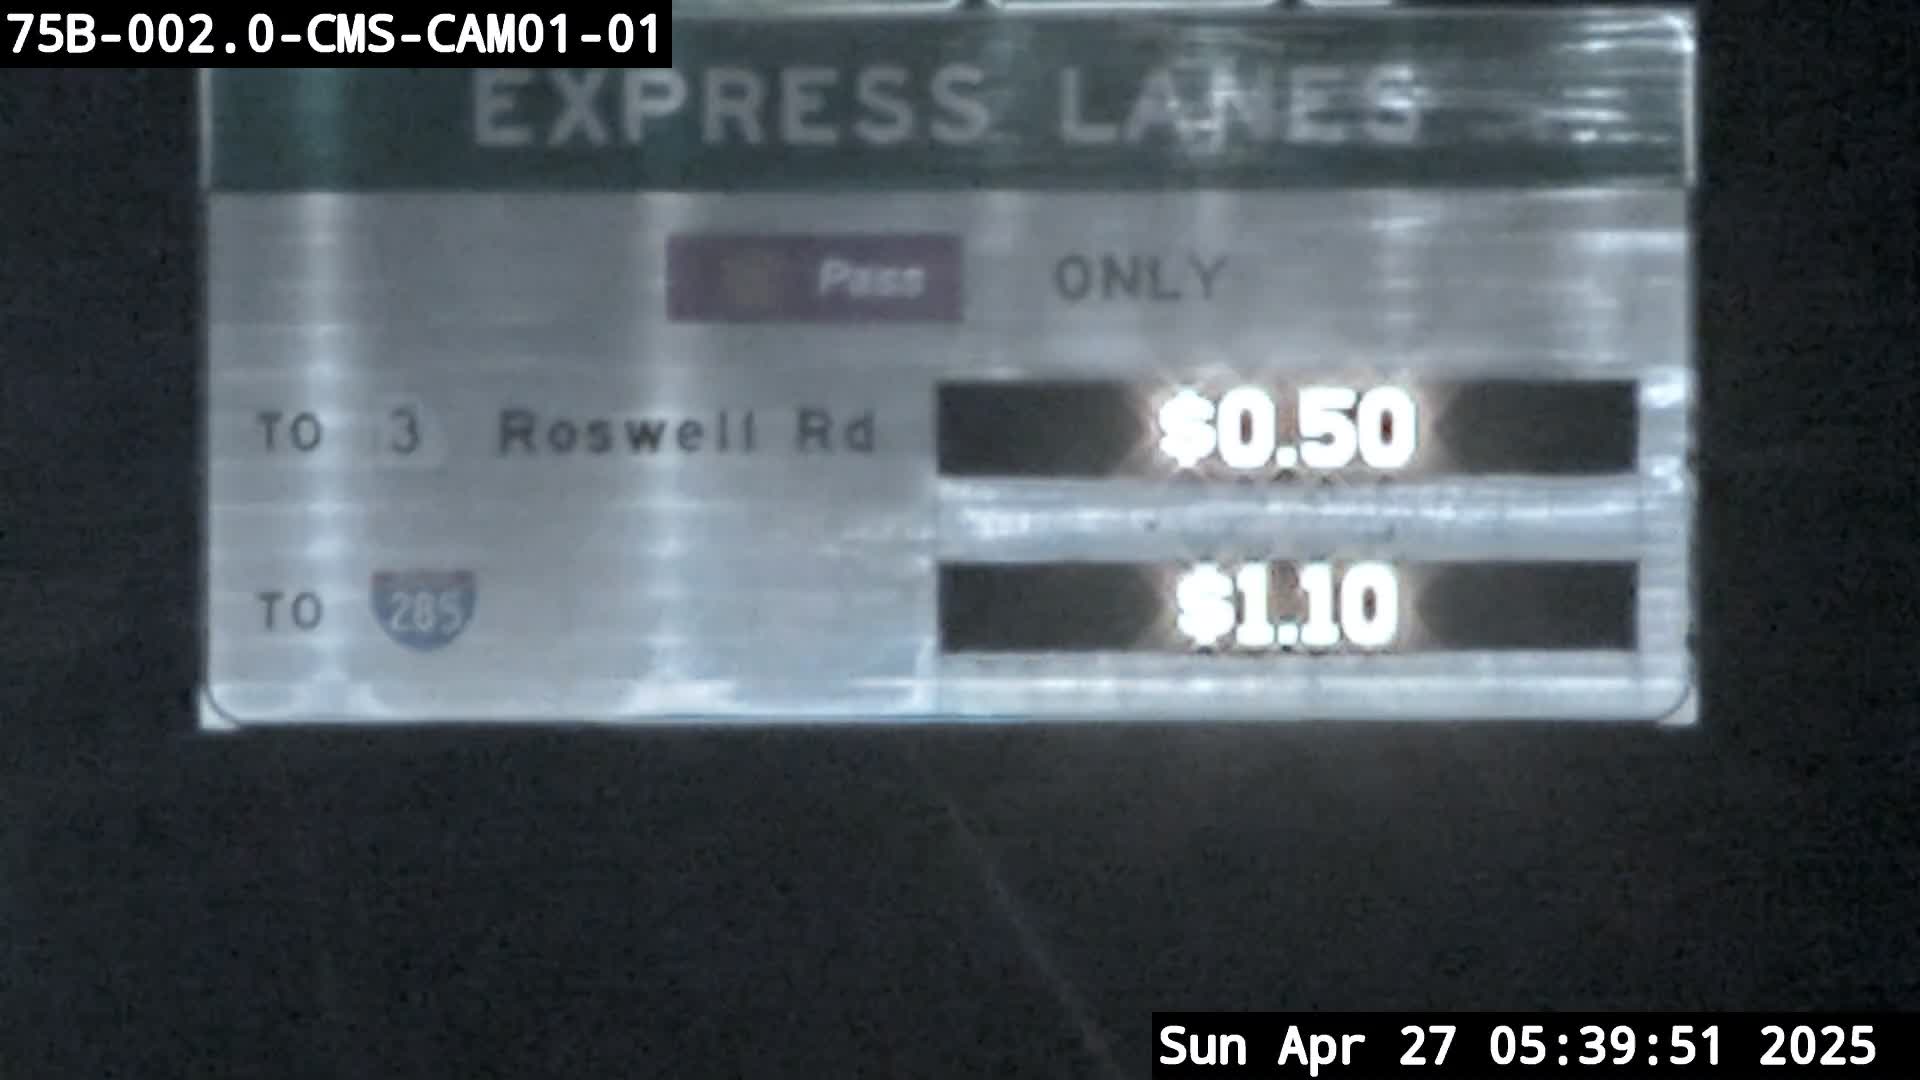 75B-002.0-CMS-CAM01-01
EXPRESS LANES
Pass ONLY
TO 3 Roswell Rd $0.50
TO 285 $1.10
Sun Apr 27 05:39:51 2025